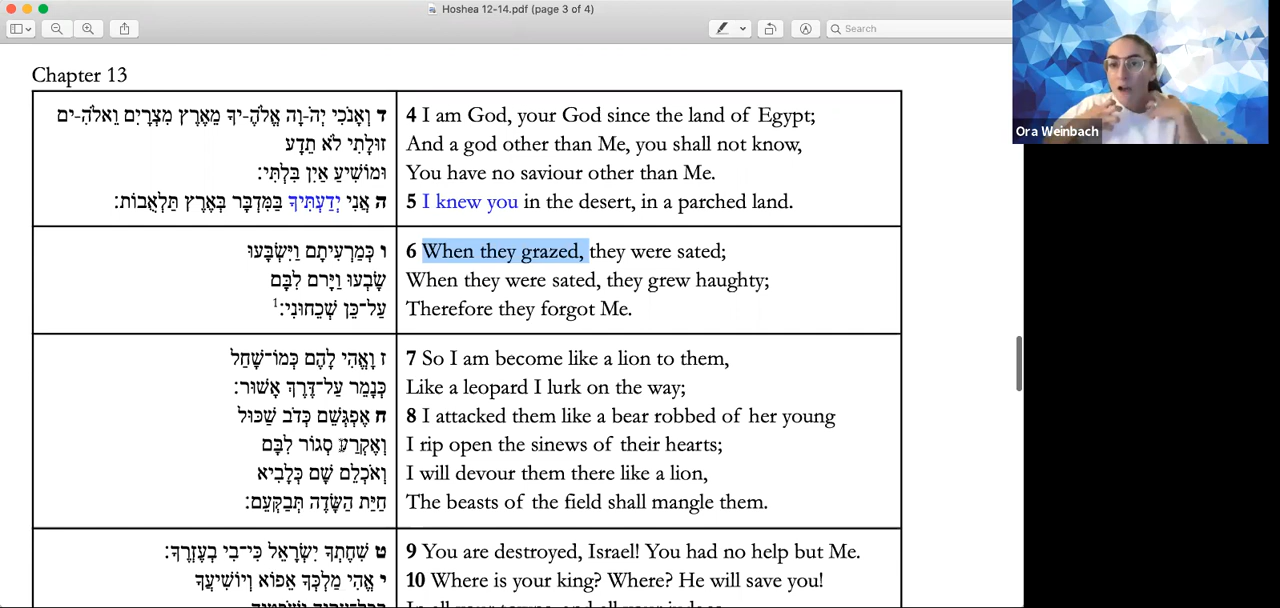 Hoshea 12-14.pdf (page 3 of 4)
Search
Ora Weinbach
Chapter 13
ד וְאָנֹכִי יְהֹ-וָה אֱלֹהֶ-יךָ מֵאֶרֶץ מִצְרָיִם וֵאלֹהִ-ים
זוּלָתִי לֹא תֵדָע
וּמוֹשִׁיעַ אַיִן בִּלְתִּי׃
ה אֲנִי יְדַעְתִּיךָ בַּמִּדְבָּר בְּאֶרֶץ תַּלְאֻבוֹת׃
4 I am God, your God since the land of Egypt;
And a god other than Me, you shall not know,
You have no saviour other than Me.
5 I knew you in the desert, in a parched land.
ו כְּמַרְעִיתָם וַיִּשְׂבָּעוּ
שָׂבְעוּ וַיָּרָם לִבָּם
עַל־כֵּן שְׁכֵחוּנִי׃1
6 When they grazed, they were sated;
When they were sated, they grew haughty;
Therefore they forgot Me.
ז וָאֱהִי לָהֶם כְּמוֹ־שָׁחַל
כְּנָמֵר עַל־דֶּרֶךְ אָשׁוּר׃
ח אֶפְגְּשֵׁם כְּדֹב שַׁכּוּל
וְאֶקְרַע סְגוֹר לִבָּם
וְאֹכְלֵם שָׁם כְּלָבִיא
חַיַּת הַשָּׂדֶה תְּבַקְּעֵם׃
7 So I am become like a lion to them,
Like a leopard I lurk on the way;
8 I attacked them like a bear robbed of her young
I rip open the sinews of their hearts;
I will devour them there like a lion,
The beasts of the field shall mangle them.
ט שִׁחֶתְךָ יִשְׂרָאֵל כִּי־בִי בְעֶזְרֶךָ׃
י אֱהִי מַלְכְּךָ אֵפוֹא וְיוֹשִׁיעֲךָ
9 You are destroyed, Israel! You had no help but Me.
10 Where is your king? Where? He will save you!